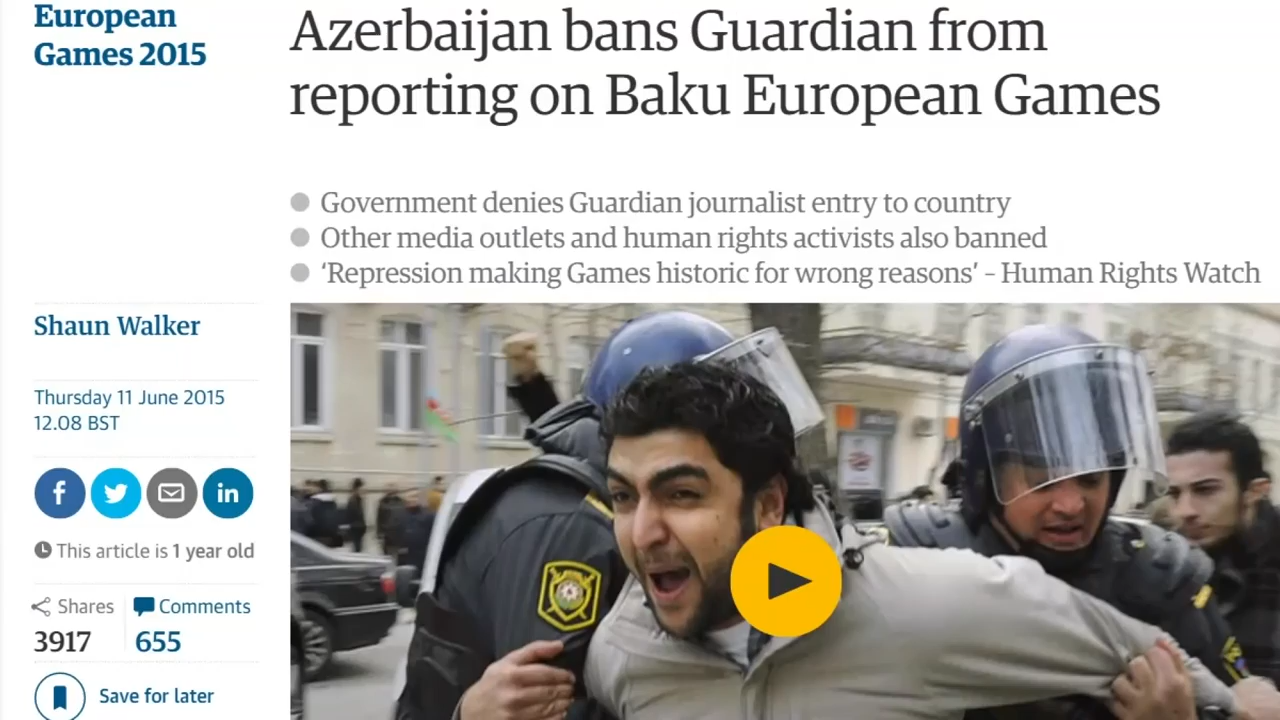 European
Games 2015
Azerbaijan bans Guardian from
reporting on Baku European Games
Government denies Guardian journalist entry to country
Other media outlets and human rights activists also banned
‘Repression making Games historic for wrong reasons’ – Human Rights Watch
Shaun Walker
Thursday 11 June 2015
12.08 BST
This article is 1 year old
Shares
3917
Comments
655
Save for later